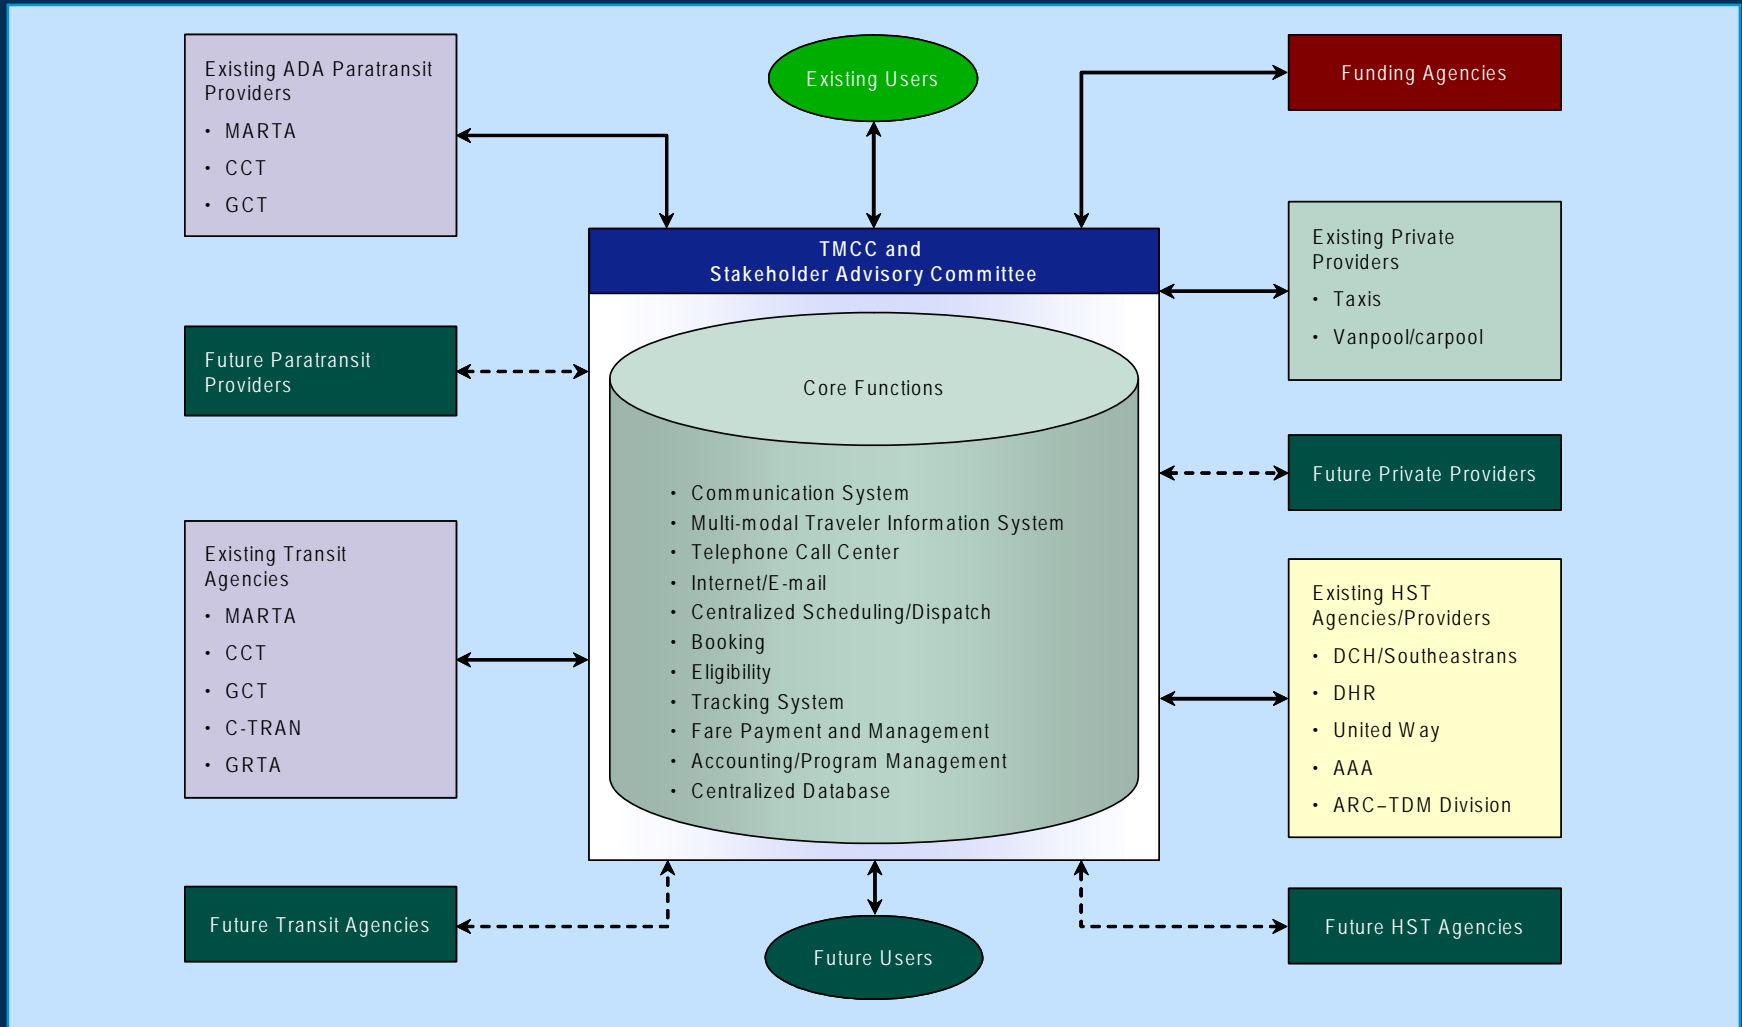 Existing ADA Paratransit
Providers
• MARTA
• CCT
• GCT
Existing Users
Funding Agencies
Existing Private
Providers
• Taxis
• Vanpool/carpool
TMCC and
Stakeholder Advisory Committee
Future Paratransit
Providers
Core Functions
• Communication System
• Multi-modal Traveler Information System
• Telephone Call Center
• Internet/E-mail
• Centralized Scheduling/Dispatch
• Booking
• Eligibility
• Tracking System
• Fare Payment and Management
• Accounting/Program Management
• Centralized Database
Future Private Providers
Existing Transit
Agencies
• MARTA
• CCT
• GCT
• C-TRAN
• GRTA
Existing HST
Agencies/Providers
• DCH/Southeastrans
• DHR
• United Way
• AAA
• ARC–TDM Division
Future Transit Agencies
Future Users
Future HST Agencies